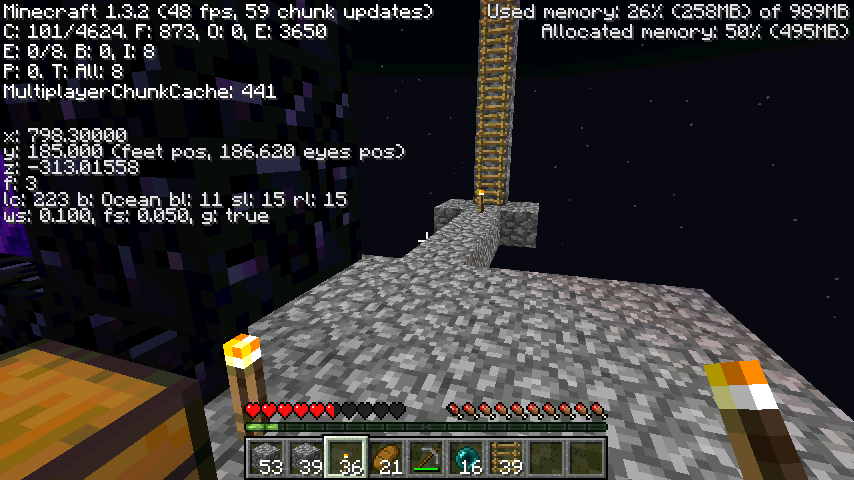 Minecraft 1.3.2 (48 fps, 59 chunk updates)
Used memory: 26% (258MB) of 989MB
C: 101/4624. F: 873, O: 0, E: 3650
Allocated memory: 50% (495MB)
E: 0/8. B: 0, I: 8
P: 0. T: All: 8
MultiplayerChunkCache: 441
x: 798.30000
y: 185.000 (feet pos, 186.620 eyes pos)
z: -313.01558
f: 3
lc: 223 b: Ocean bl: 11 sl: 15 rl: 15
ws: 0.100, fs: 0.050, g: true
53 39 36 21 16 39